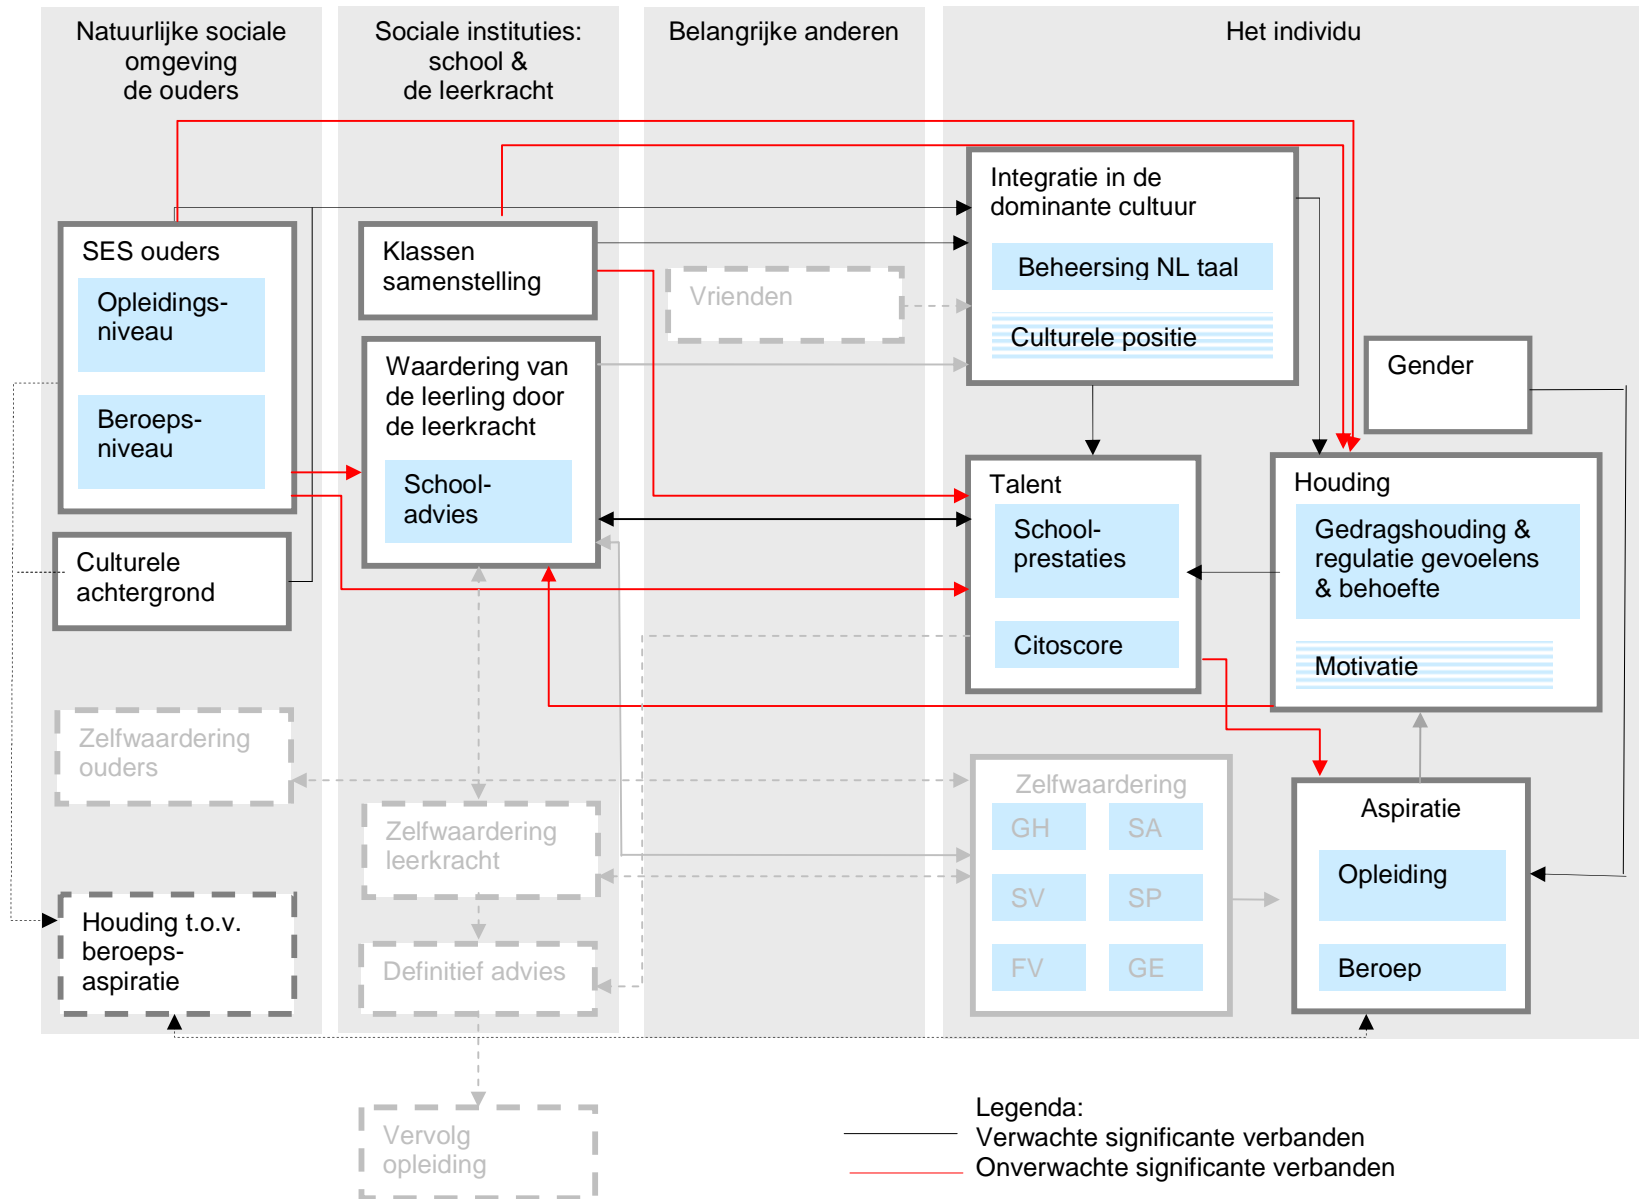 Natuurlijke sociale
omgeving
de ouders
Sociale instituties:
school &
de leerkracht
Belangrijke anderen
Het individu
SES ouders
Opleidings-
niveau
Beroeps-
niveau
Culturele
achtergrond
Zelfwaardering
ouders
Houding t.o.v.
beroeps-
aspiratie
Klassen
samenstelling
Waardering van
de leerling door
de leerkracht
School-
advies
Zelfwaardering
leerkracht
Definitief advies
Vervolg
opleiding
Vrienden
Integratie in de
dominante cultuur
Beheersing NL taal
Culturele positie
Gender
Talent
School-
prestaties
Citoscore
Houding
Gedragshouding &
regulatie gevoelens
& behoefte
Motivatie
Zelfwaardering
GH
SA
SV
SP
FV
GE
Aspiratie
Opleiding
Beroep
Legenda:
Verwachte significante verbanden
Onverwachte significante verbanden